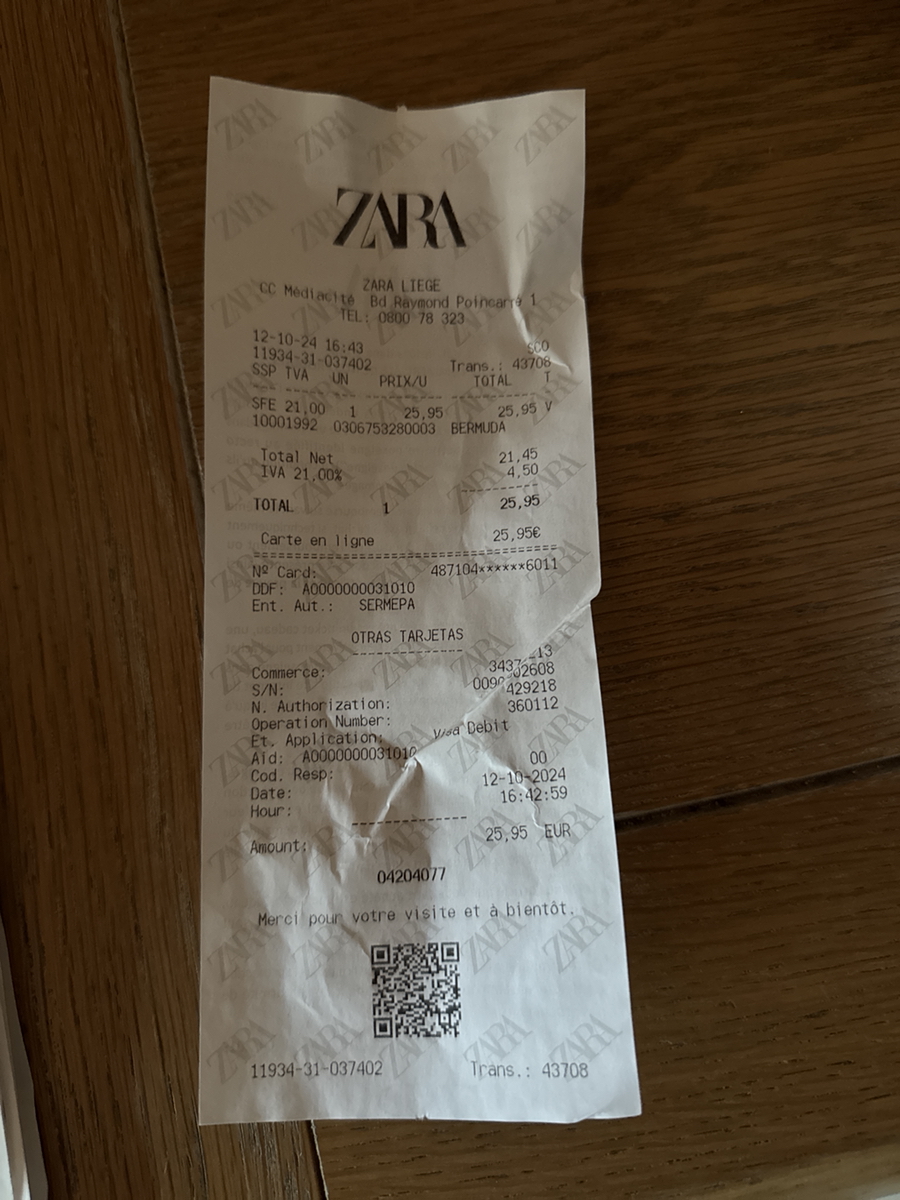 ZARA
ZARA LIEGE
CC Médiacité Bd Raymond Poincarré 1
TEL: 0800 78 323
12-10-24 16:43 SCO
11934-31-037402 Trans.: 43708
SSP TVA UN PRIX/U TOTAL T
--- ------ --------- --------- -
SFE 21,00 1 25,95 25,95 V
10001992 0306753280003 BERMUDA
Total Net 21,45
IVA 21,00% 4,50
---------
TOTAL 1 25,95
Carte en ligne 25,95€
========================================
Nº Card: 487104******6011
DDF: A0000000031010
Ent. Aut.: SERMEPA
OTRAS TARJETAS
-------------
Commerce:
S/N:
N. Authorization: 429218
Operation Number: 360112
Et. Application: Visa Debit
Aid: A0000000031010
Cod. Resp: 00
Date: 12-10-2024
Hour: 16:42:59
-------------
Amount: 25,95 EUR
04204077
Merci pour votre visite et à bientôt.
11934-31-037402 Trans.: 43708